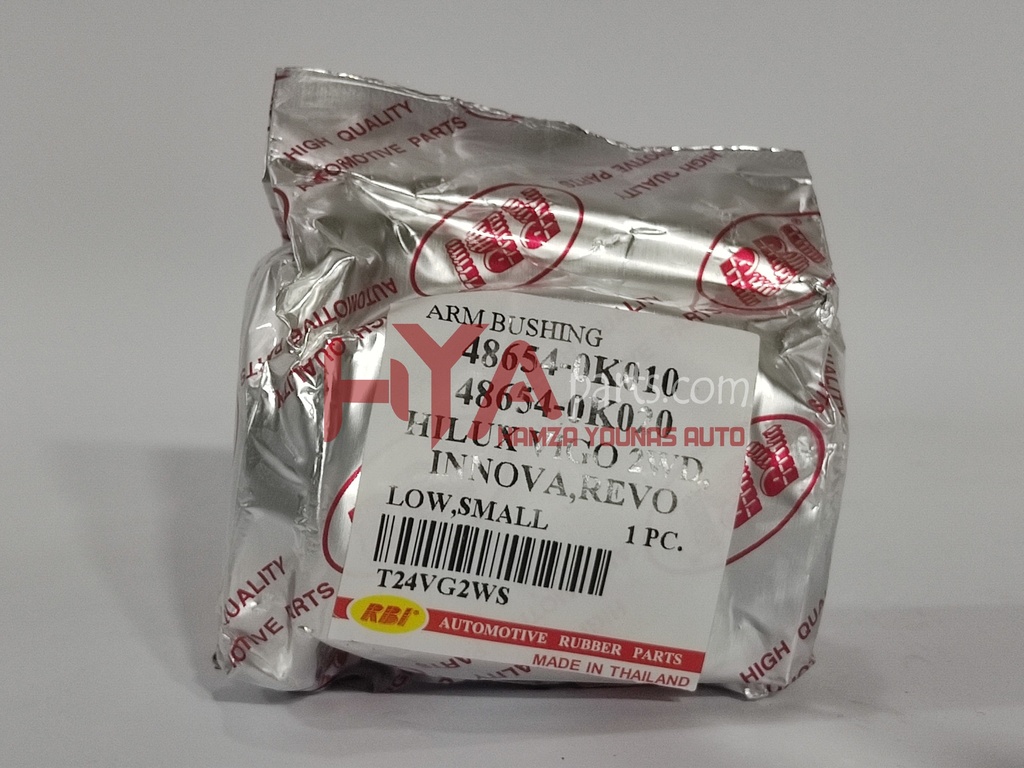 HIGH QUALITY
AUTOMOTIVE PARTS
HIGH QUALITY
ARM BUSHING
48654-0K010
48654-0K020
HILUX VIGO 2WD,
INNOVA,REVO
LOW,SMALL
1 PC.
T24VG2WS
RBI®
AUTOMOTIVE RUBBER PARTS
MADE IN THAILAND
HYA
parts.com
HAMZA YOUNAS AUTO
AUTOMOTIVE
PARTS
HIGH